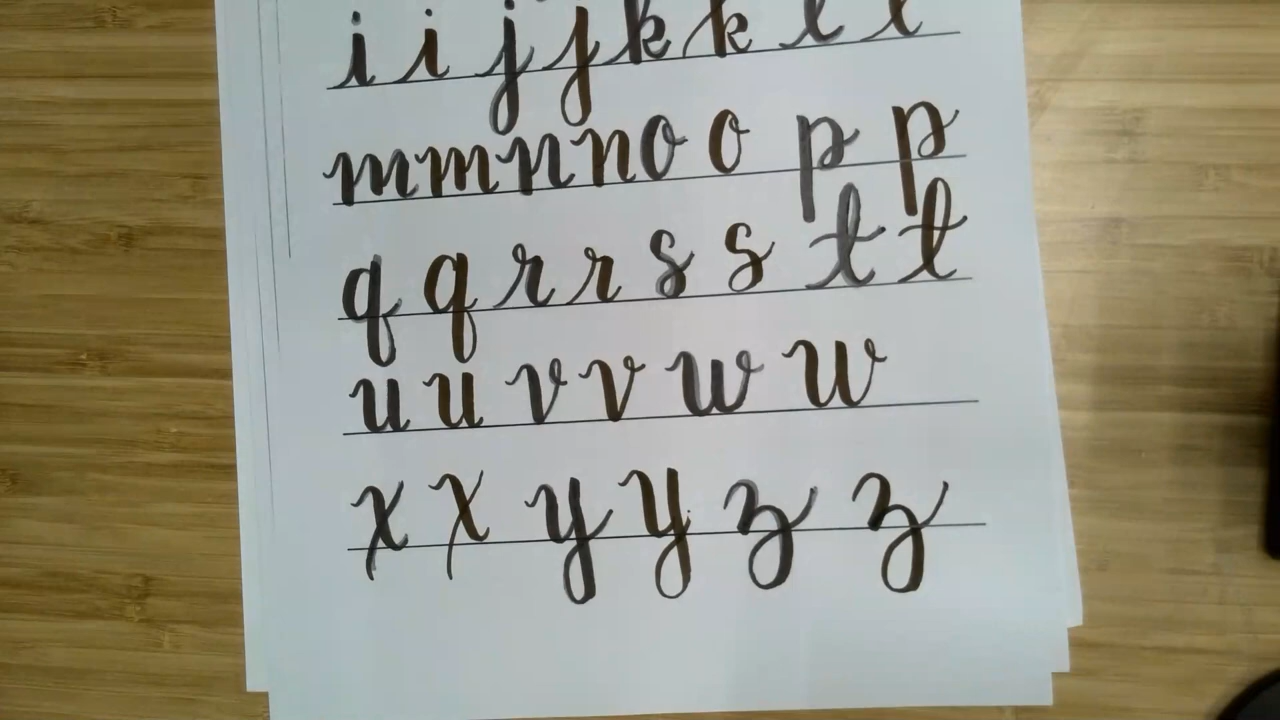 i i j j k k l l
m m n n o o p p
q q r r s s t t
u u v v w w
x x y y z z